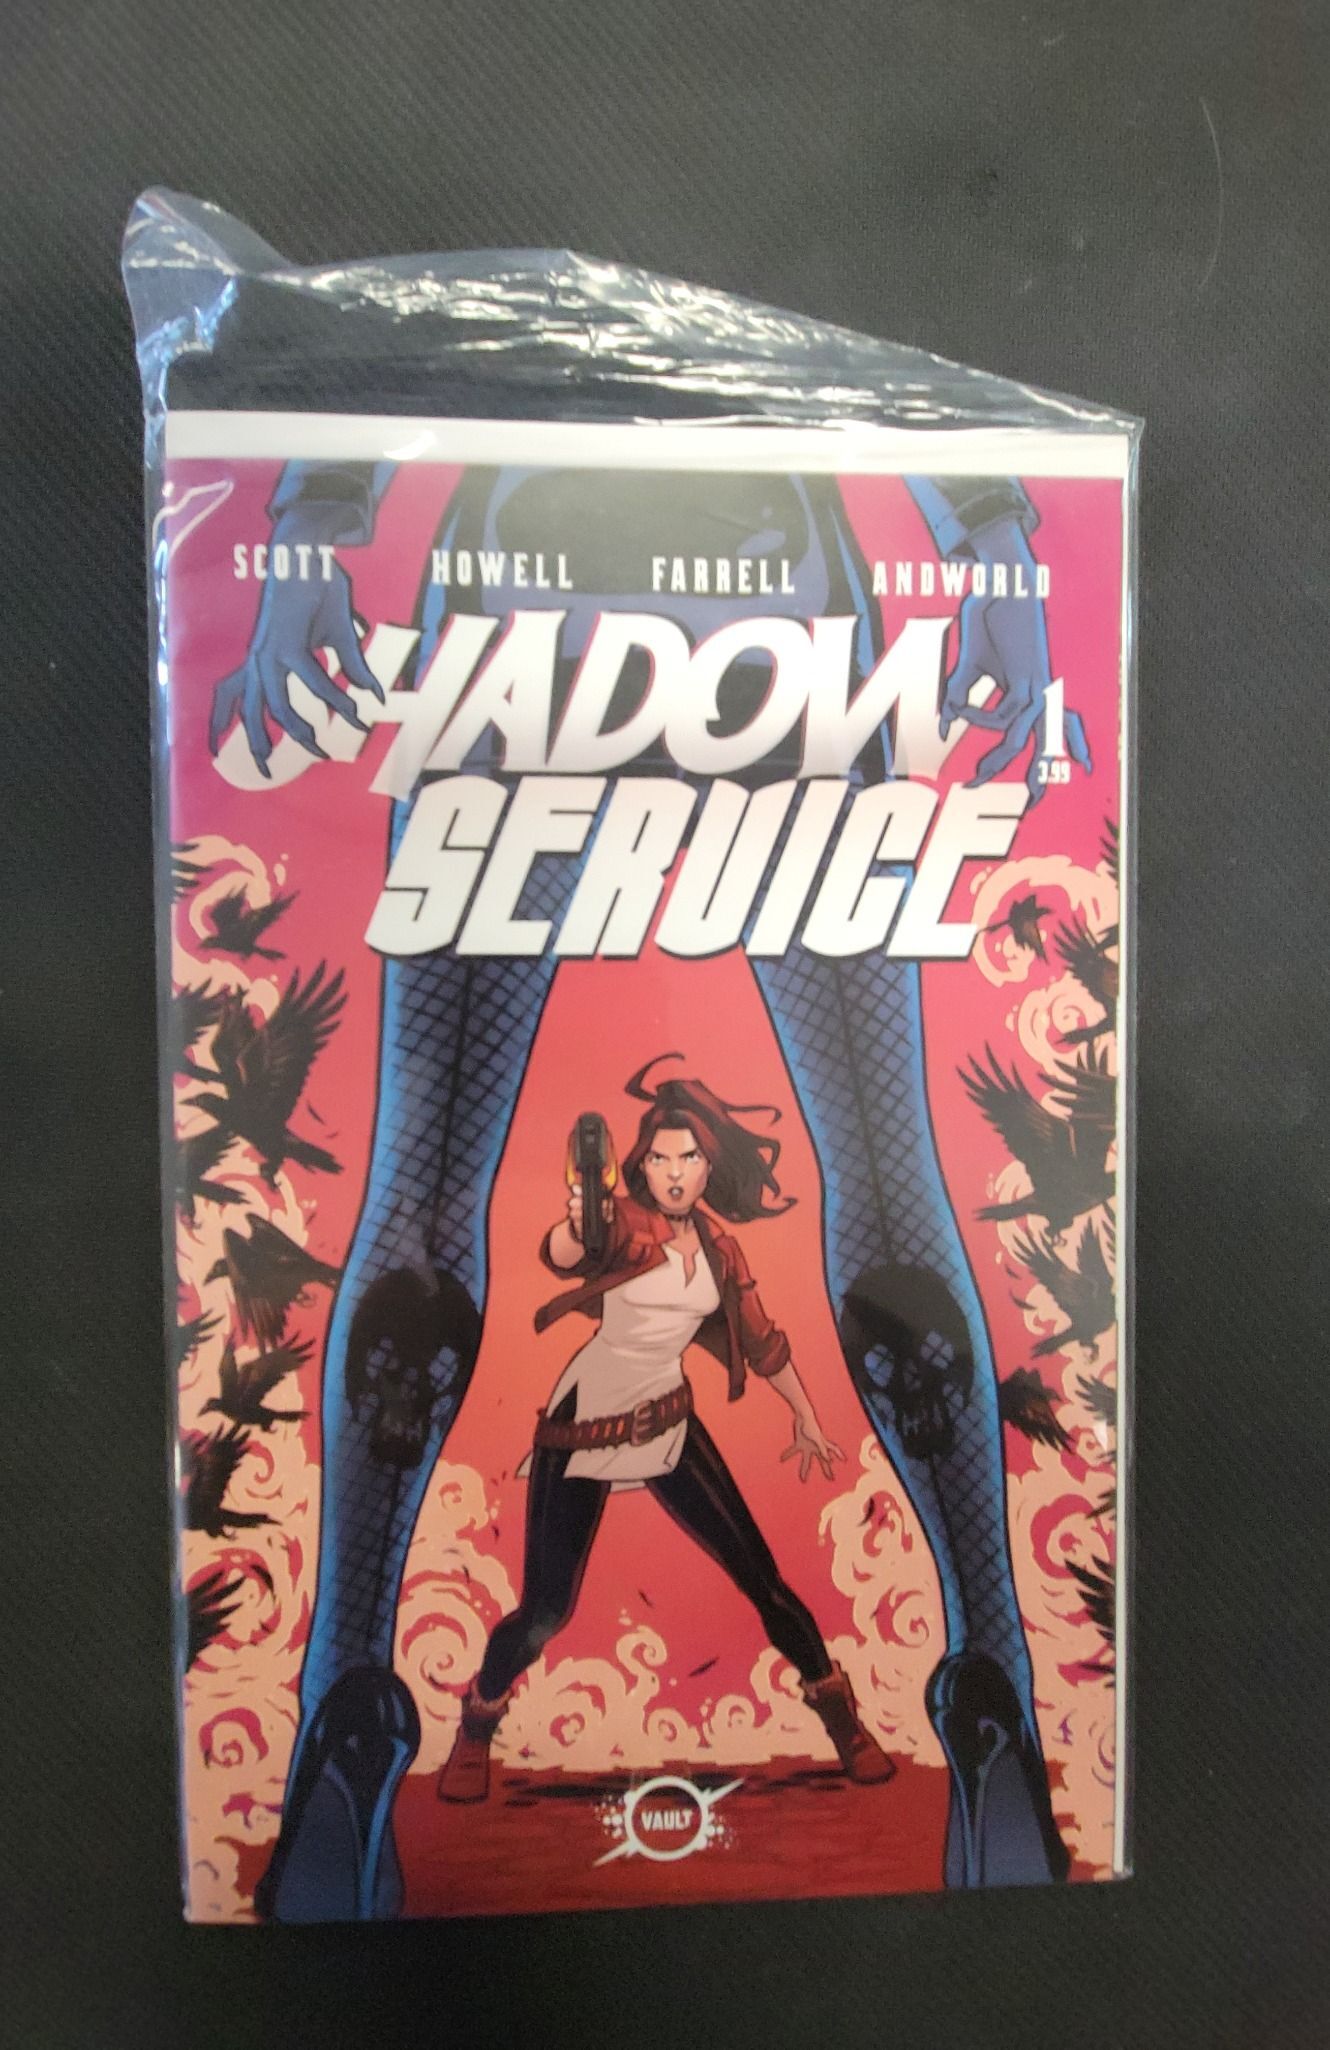 SCOTT HOWELL FARRELL ANDWORLD
SHADOW
SERVICE
1
3.99
VAULT